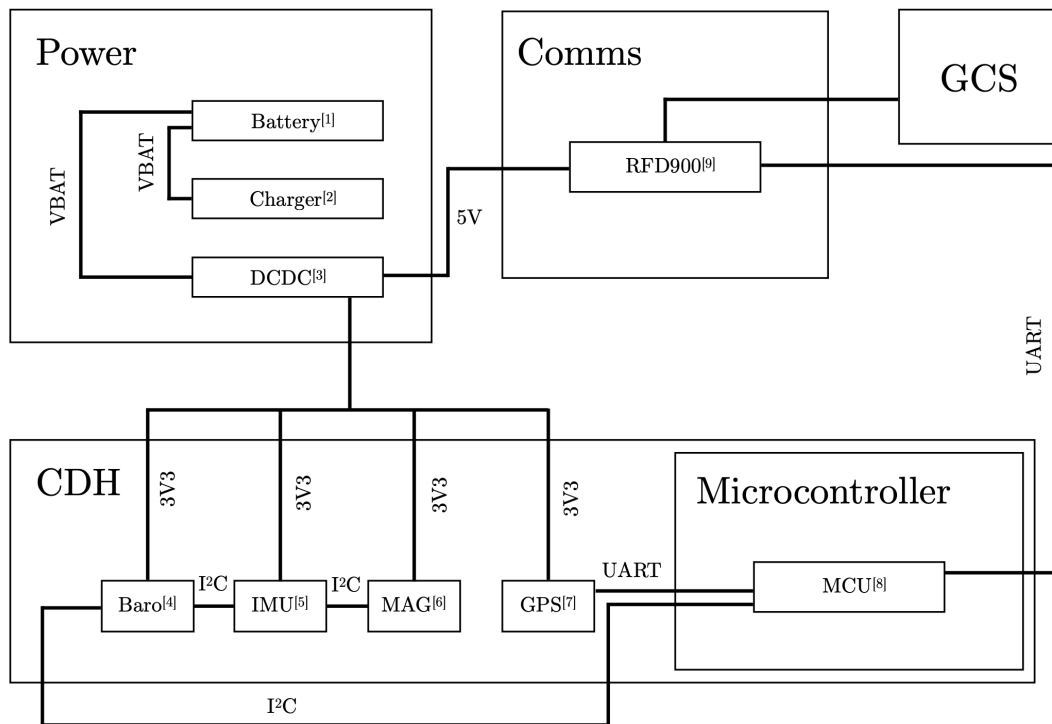 Power
Comms
GCS
Battery[1]
VBAT
VBAT
Charger[2]
DCDC[3]
5V
RFD900[9]
UART
CDH
3V3
3V3
3V3
3V3
Microcontroller
Baro[4]
I²C
IMU[5]
I²C
MAG[6]
GPS[7]
UART
MCU[8]
I²C